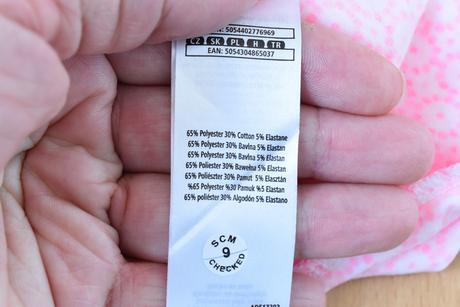 : 5054402776969
CZ SK PL H TR
EAN: 5054304865037
65% Polyester 30% Cotton 5% Elastane
65% Polyester 30% Bavlna 5% Elastan
65% Polyester 30% Bavlna 5% Elastan
65% Poliester 30% Bawełna 5% Elastan
65% Poliészter 30% Pamut 5% Elasztán
%65 Polyester %30 Pamuk %5 Elastan
65% poliéster 30% Algodón 5% Elastano
SCM
9
CHECKED